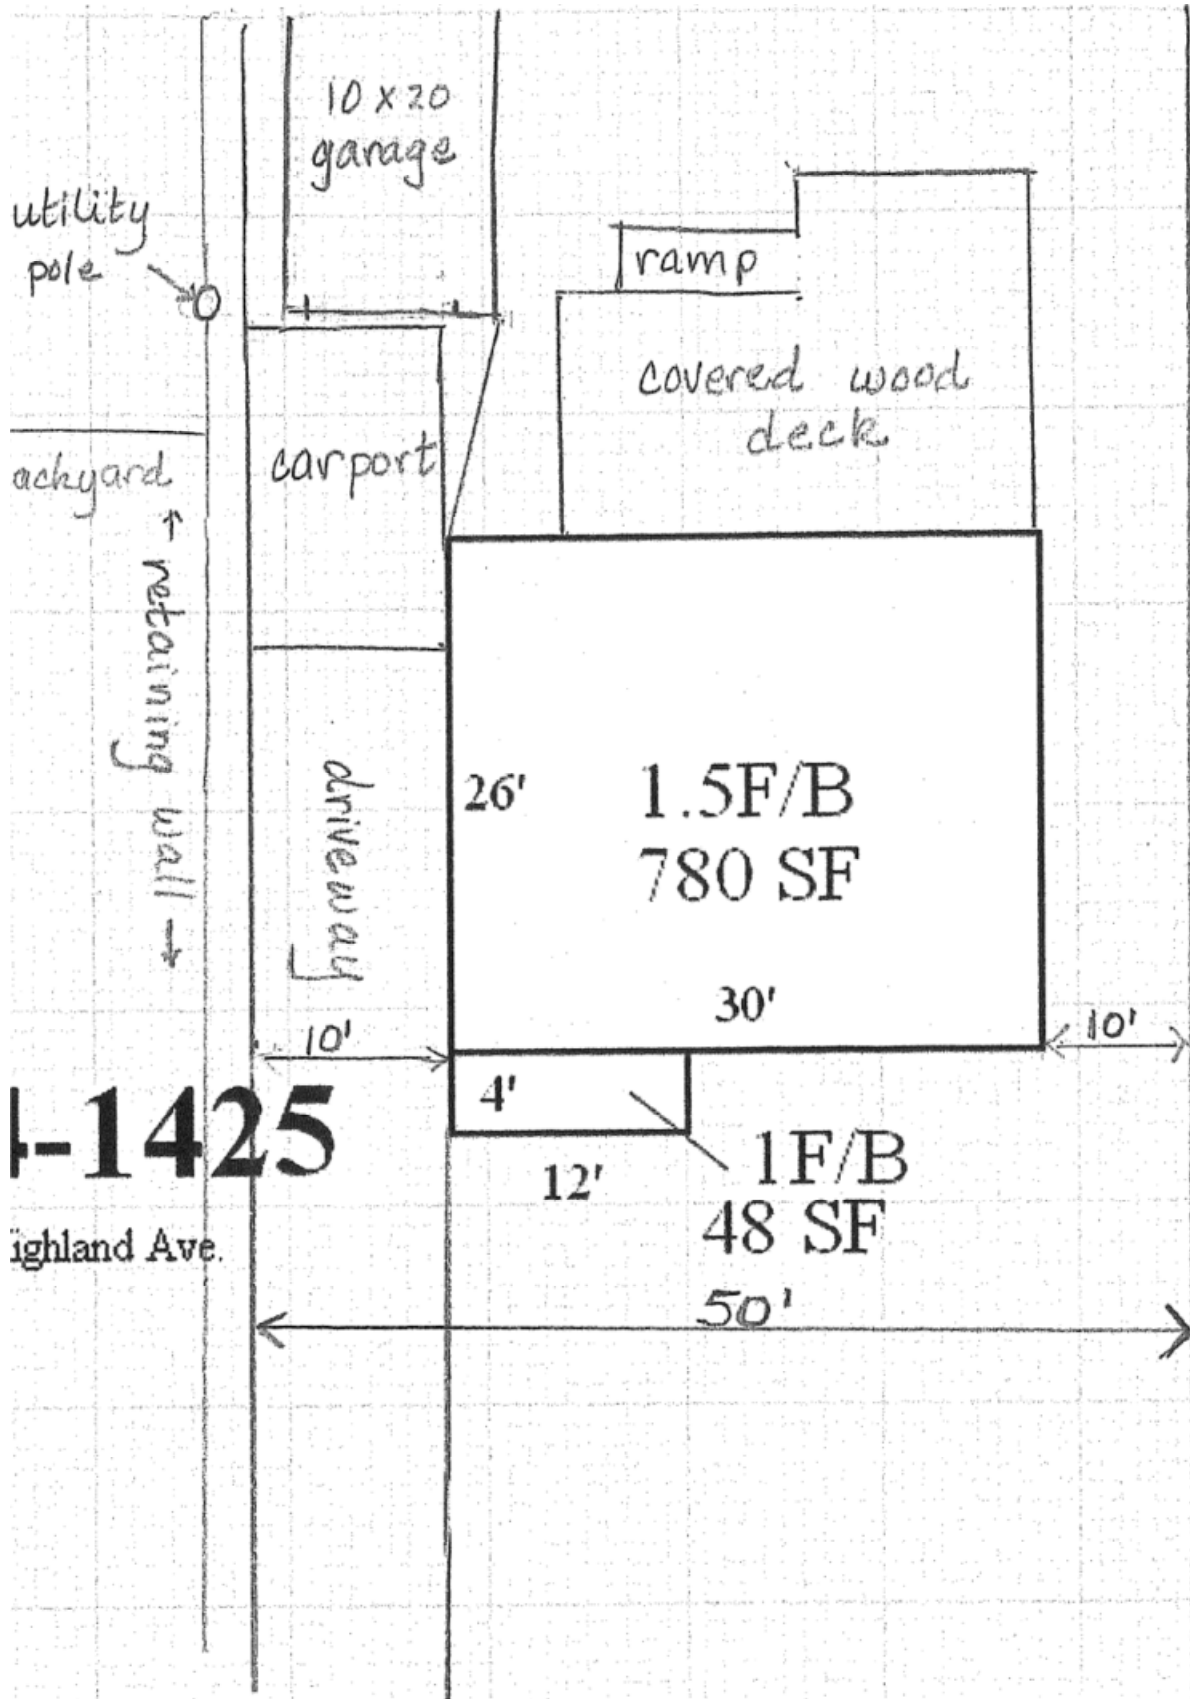 10 x 20
garage
utility
pole
ramp
covered wood
deck
carport
ackyard
← retaining wall →
driveway
26'
1.5F/B
780 SF
30'
10'
10'
4'
4-1425
12'
1F/B
48 SF
ighland Ave.
50'